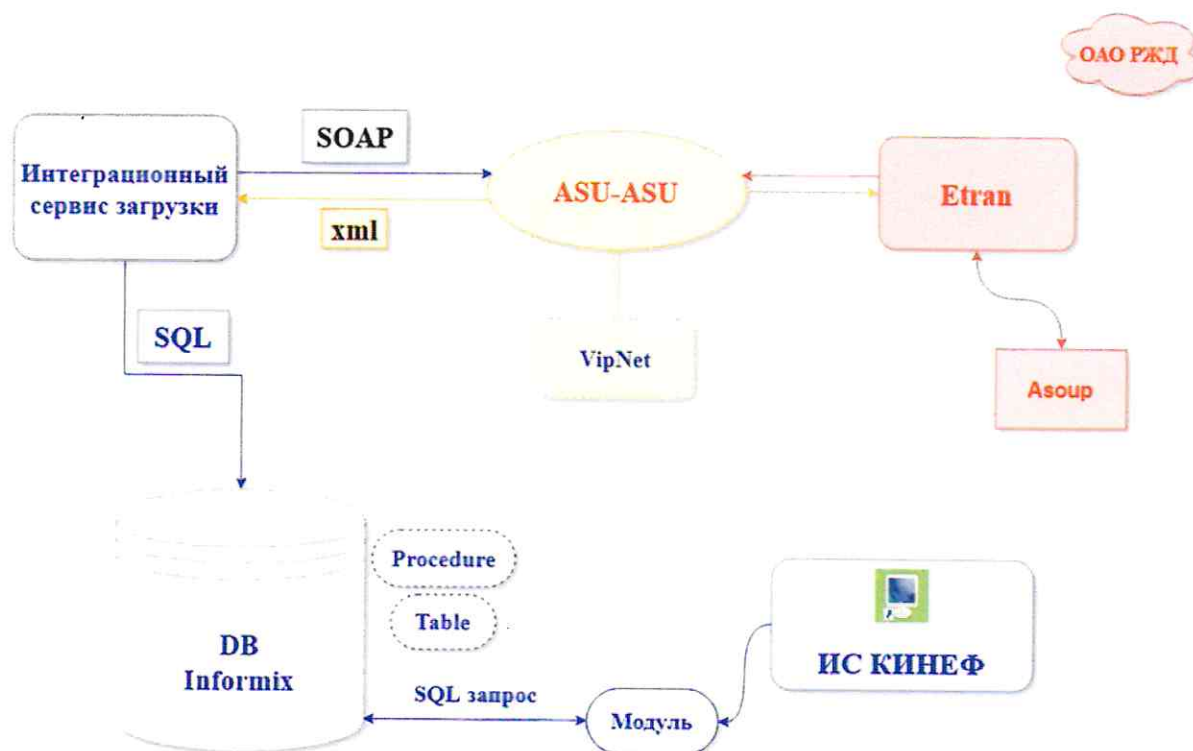 ОАО РЖД
SOAP
Интеграционный
сервис загрузки
ASU-ASU
Etran
xml
SQL
VipNet
Asoup
Procedure
Table
DB
Informix
ИС КИНЕФ
SQL запрос
Модуль